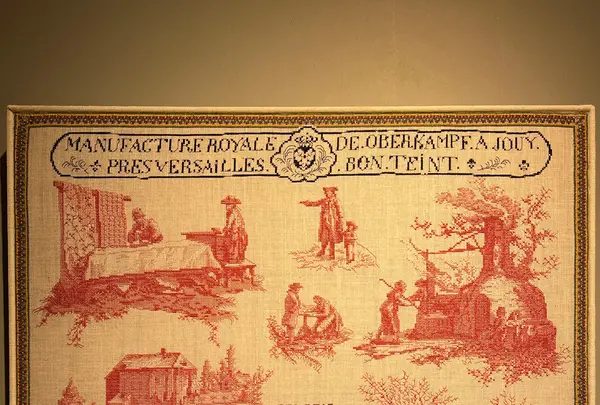 MANUFACTURE ROYALE DE.OBERKAMPF.A JOUY.
PRES VERSAILLES. BON.TEINT.